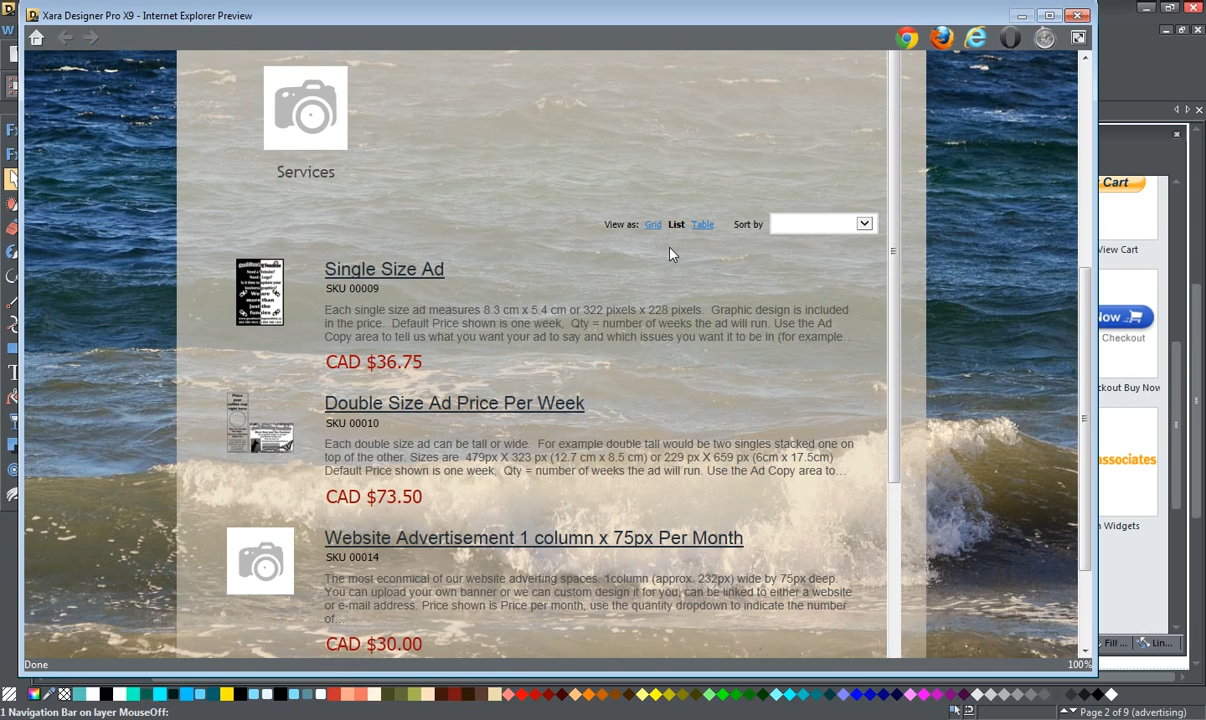 Xara Designer Pro X9 - Internet Explorer Preview
Services
View as: Grid List Table Sort by
Single Size Ad
SKU 00009
Each single size ad measures 8.3 cm x 5.4 cm or 322 pixels x 228 pixels. Graphic design is included
in the price. Default Price shown is one week, Qty = number of weeks the ad will run. Use the Ad
Copy area to tell us what you want your ad to say and which issues you want it to be in (for example...
CAD $36.75
Double Size Ad Price Per Week
SKU 00010
Each double size ad can be tall or wide. For example double tall would be two singles stacked one on
top of the other. Sizes are 479px X 323 px (12.7 cm x 8.5 cm) or 229 px X 659 px (6cm x 17.5cm)
Default Price shown is one week, Qty = number of weeks the ad will run. Use the Ad Copy area to...
CAD $73.50
Website Advertisement 1 column x 75px Per Month
SKU 00014
The most econmical of our website adverting spaces. 1column (approx. 232px) wide by 75px deep.
You can upload your own banner or we can custom design it for you, can be linked to either a website
or e-mail address. Price shown is Price per month, use the quantity dropdown to indicate the number
of...
CAD $30.00
Cart
View Cart
Now
Checkout
ckout Buy Now
associates
n Widgets
Fill ...
Lin...
Done
100%
1 Navigation Bar on layer MouseOff:
Page 2 of 9 (advertising)